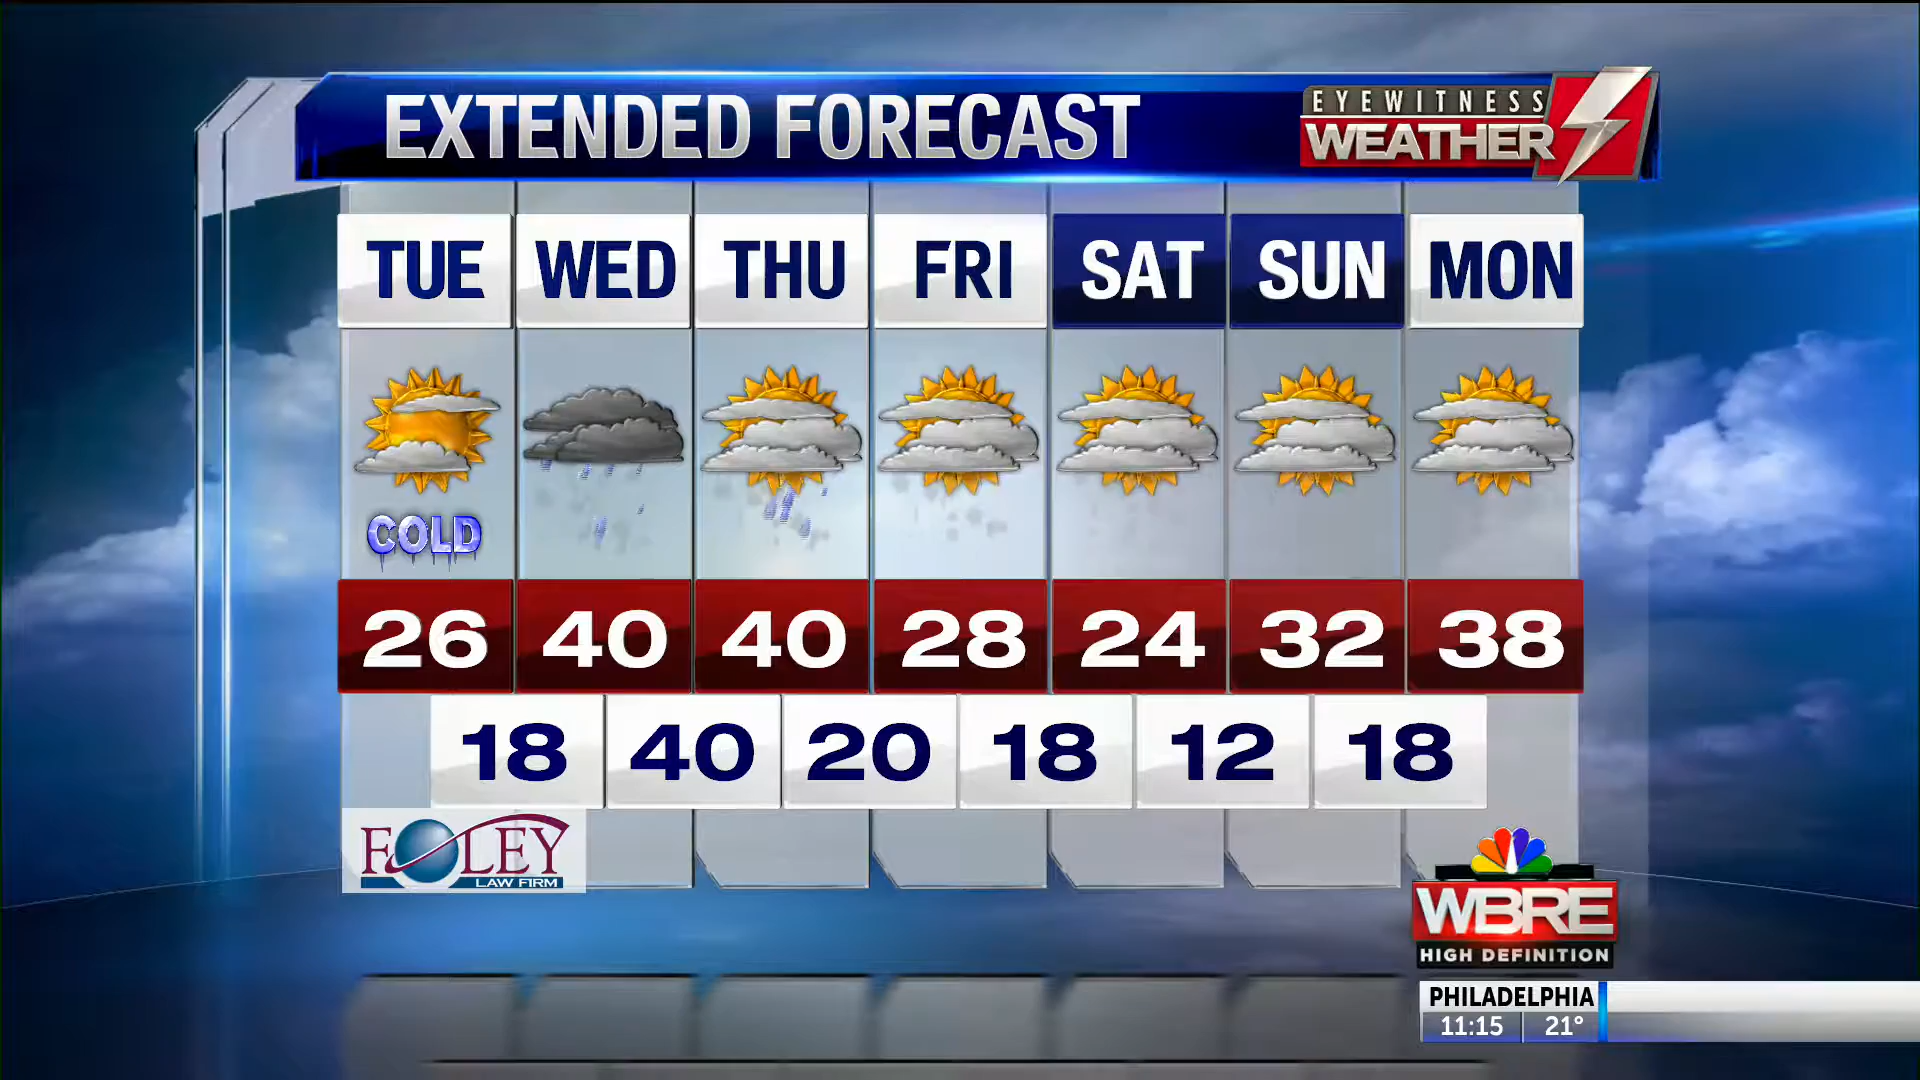 EXTENDED FORECAST
EYEWITNESS
WEATHER
TUE WED THU FRI SAT SUN MON
COLD
26 40 40 28 24 32 38
18 40 20 18 12 18
FOLEY
LAW FIRM
WBRE
HIGH DEFINITION
PHILADELPHIA
11:15 21°